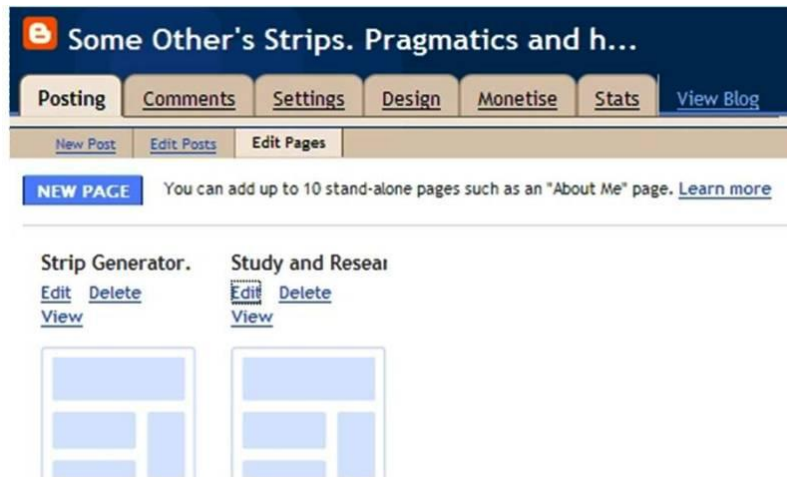 Some Other's Strips. Pragmatics and h...
Posting Comments Settings Design Monetise Stats View Blog
New Post Edit Posts Edit Pages
NEW PAGE You can add up to 10 stand-alone pages such as an "About Me" page. Learn more
Strip Generator. Study and Resear
Edit Delete Edit Delete
View View